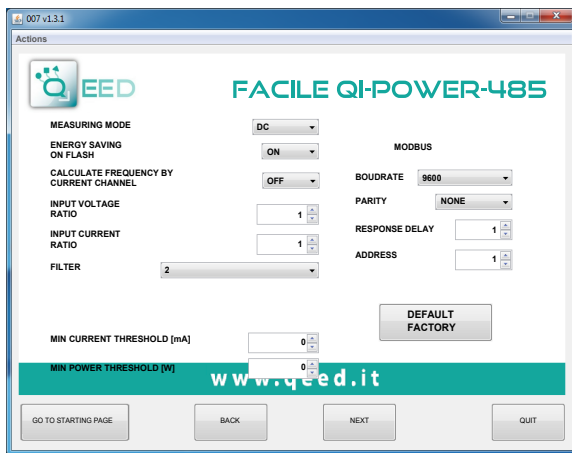 007 v1.3.1
Actions
QEED
FACILE QI-POWER-485
MEASURING MODE
DC
ENERGY SAVING
ON FLASH
ON
MODBUS
CALCULATE FREQUENCY BY
CURRENT CHANNEL
OFF
BOUDRATE
9600
INPUT VOLTAGE
RATIO
1
PARITY
NONE
INPUT CURRENT
RATIO
1
RESPONSE DELAY
1
FILTER
2
ADDRESS
1
DEFAULT
FACTORY
MIN CURRENT THRESHOLD [mA]
0
MIN POWER THRESHOLD [W]
0
www.qeed.it
GO TO STARTING PAGE
BACK
NEXT
QUIT